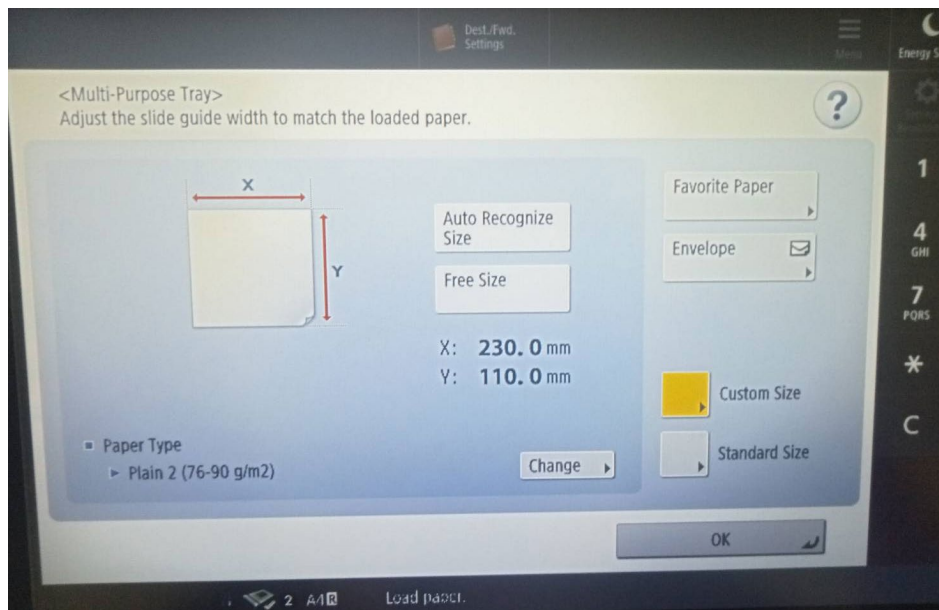 Dest./Fwd.
Settings
Menu
Energy S
<Multi-Purpose Tray>
Adjust the slide guide width to match the loaded paper.
?
X
Y
Auto Recognize
Size
Free Size
X: 230. 0 mm
Y: 110. 0 mm
Favorite Paper
Envelope
Custom Size
Standard Size
Paper Type
Plain 2 (76-90 g/m2)
Change
OK
1
4
GHI
7
PQRS
*
C
2 A4R Load paper.